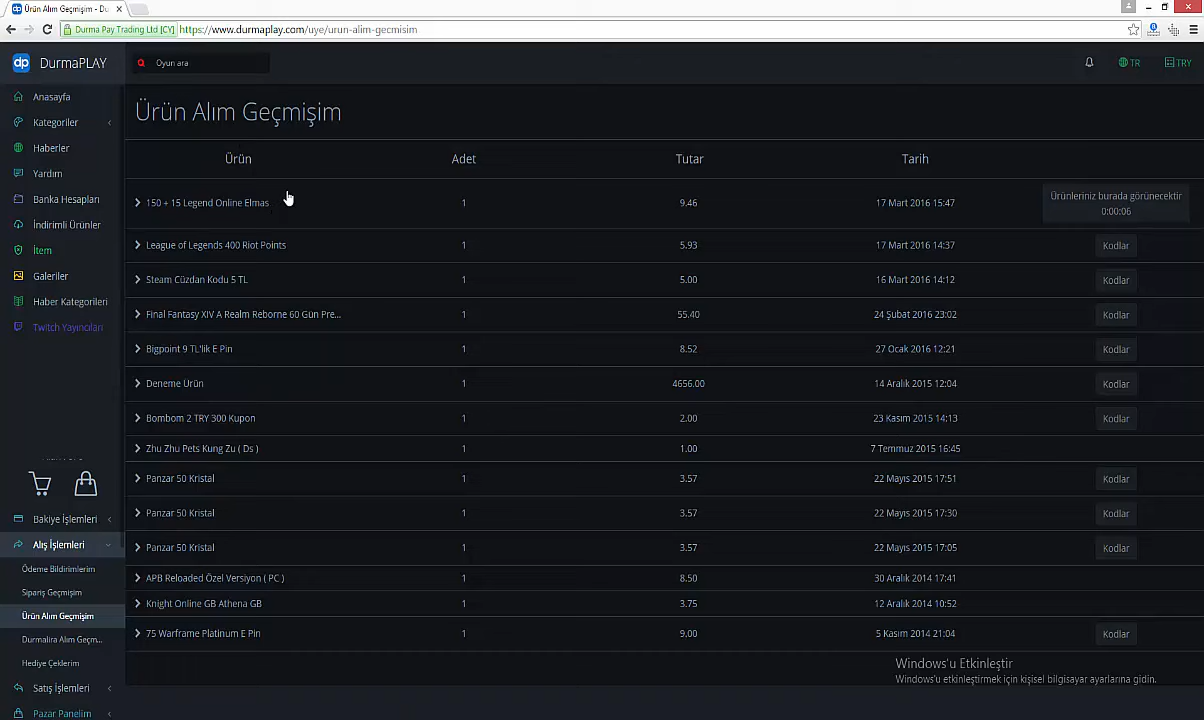 Ürün Alım Geçmişim - Du
Durma Pay Trading Ltd [CY] https://www.durmaplay.com/uye/urun-alim-gecmisim
dp DurmaPLAY
Oyun ara
TR
TRY
Anasayfa
Kategoriler
Haberler
Yardım
Banka Hesapları
İndirimli Ürünler
İtem
Galeriler
Haber Kategorileri
Twitch Yayıncıları
Bakiye İşlemleri
Alış İşlemleri
Ödeme Bildirimlerim
Sipariş Geçmişim
Ürün Alım Geçmişim
Durmalira Alım Geçm...
Hediye Çeklerim
Satış İşlemleri
Pazar Panelim
Ürün Alım Geçmişim
Ürün Adet Tutar Tarih
150 + 15 Legend Online Elmas 1 9.46 17 Mart 2016 15:47
Ürünleriniz burada görünecektir
0:00:06
League of Legends 400 Riot Points 1 5.93 17 Mart 2016 14:37 Kodlar
Steam Cüzdan Kodu 5 TL 1 5.00 16 Mart 2016 14:12 Kodlar
Final Fantasy XIV A Realm Reborne 60 Gün Pre... 1 55.40 24 Şubat 2016 23:02 Kodlar
Bigpoint 9 TL'lik E Pin 1 8.52 27 Ocak 2016 12:21 Kodlar
Deneme Ürün 1 4656.00 14 Aralık 2015 12:04 Kodlar
Bombom 2 TRY 300 Kupon 1 2.00 23 Kasım 2015 14:13 Kodlar
Zhu Zhu Pets Kung Zu ( Ds ) 1 1.00 7 Temmuz 2015 16:45
Panzar 50 Kristal 1 3.57 22 Mayıs 2015 17:51 Kodlar
Panzar 50 Kristal 1 3.57 22 Mayıs 2015 17:30 Kodlar
Panzar 50 Kristal 1 3.57 22 Mayıs 2015 17:05 Kodlar
APB Reloaded Özel Versiyon ( PC ) 1 8.50 30 Aralık 2014 17:41
Knight Online GB Athena GB 1 3.75 12 Aralık 2014 10:52
75 Warframe Platinum E Pin 1 9.00 5 Kasım 2014 21:04 Kodlar
Windows'u Etkinleştir
Windows'u etkinleştirmek için kişisel bilgisayar ayarlarına gidin.